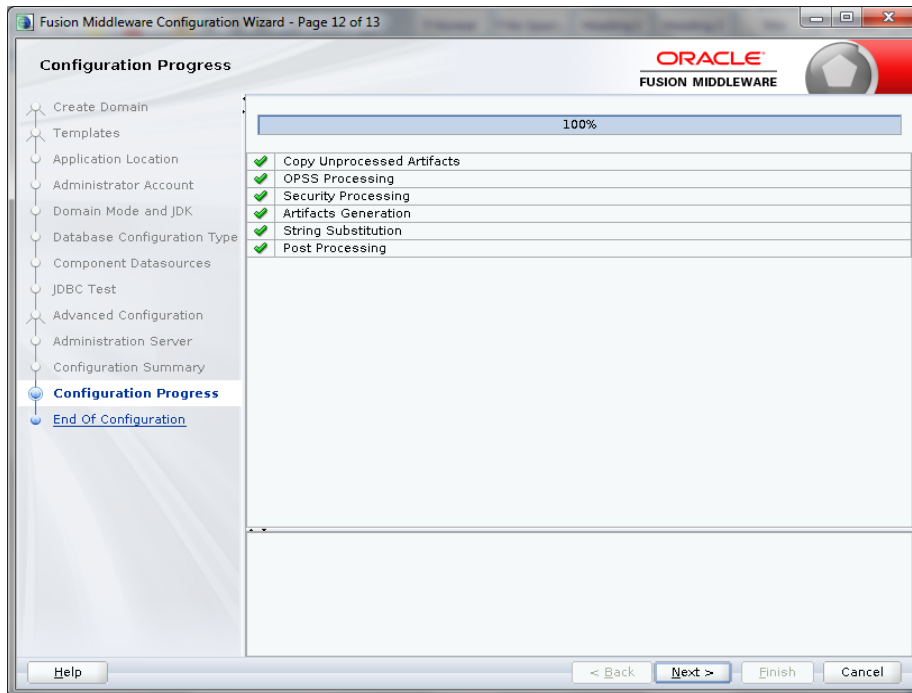 Fusion Middleware Configuration Wizard - Page 12 of 13
Configuration Progress
ORACLE
FUSION MIDDLEWARE
Create Domain
Templates
Application Location
Administrator Account
Domain Mode and JDK
Database Configuration Type
Component Datasources
JDBC Test
Advanced Configuration
Administration Server
Configuration Summary
Configuration Progress
End Of Configuration
100%
Copy Unprocessed Artifacts
OPSS Processing
Security Processing
Artifacts Generation
String Substitution
Post Processing
Help
< Back
Next >
Finish
Cancel